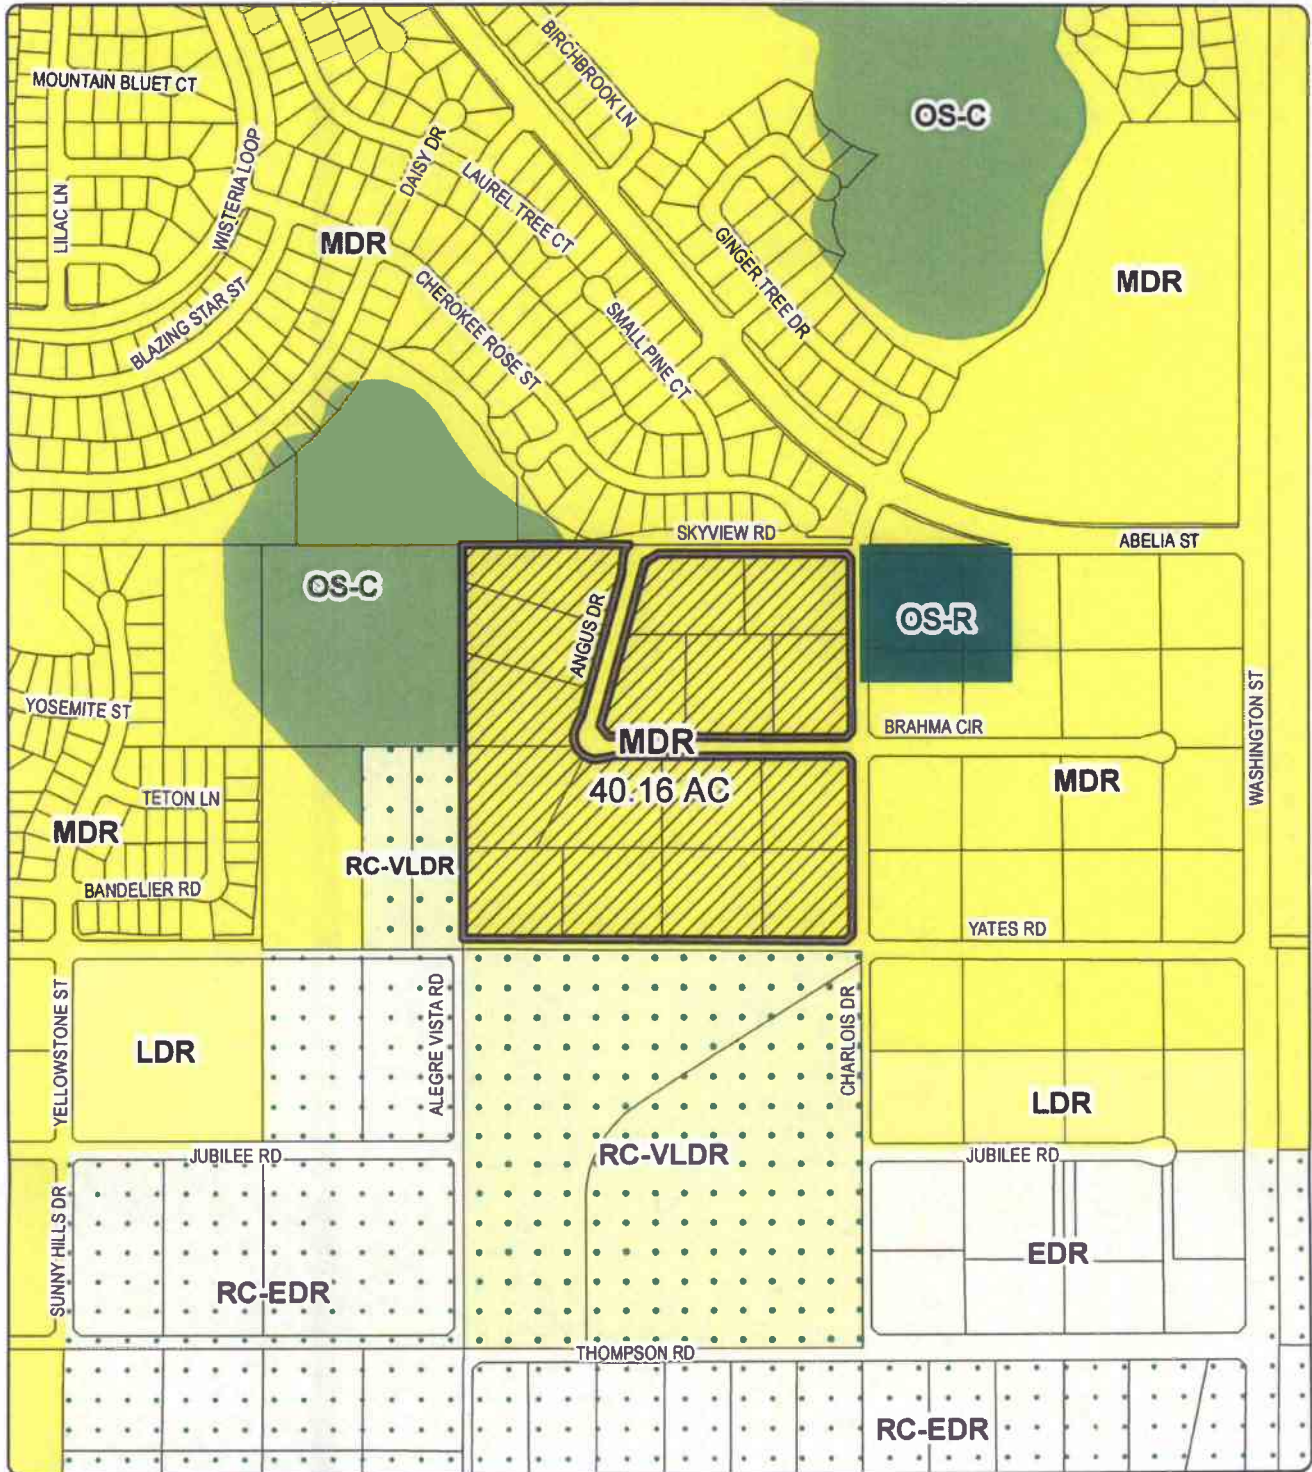 BIRCHBROOK LN
MOUNTAIN BLUET CT
OS-C
DAISY DR
WISTERIA LOOP
LAUREL TREE CT
LILAC LN
MDR
GINGER TREE DR
MDR
CHEROKEE ROSE ST
BLAZING STAR ST
SMALL PINE CT
SKYVIEW RD
ABELIA ST
OS-C
OS-R
ANGUS DR
YOSEMITE ST
BRAHMA CIR
WASHINGTON ST
MDR
40.16 AC
MDR
TETON LN
MDR
RC-VLDR
BANDELIER RD
YATES RD
YELLOWSTONE ST
LDR
ALEGRE VISTA RD
CHARLOIS DR
LDR
JUBILEE RD
RC-VLDR
JUBILEE RD
SUNNY HILLS DR
EDR
RC-EDR
THOMPSON RD
RC-EDR